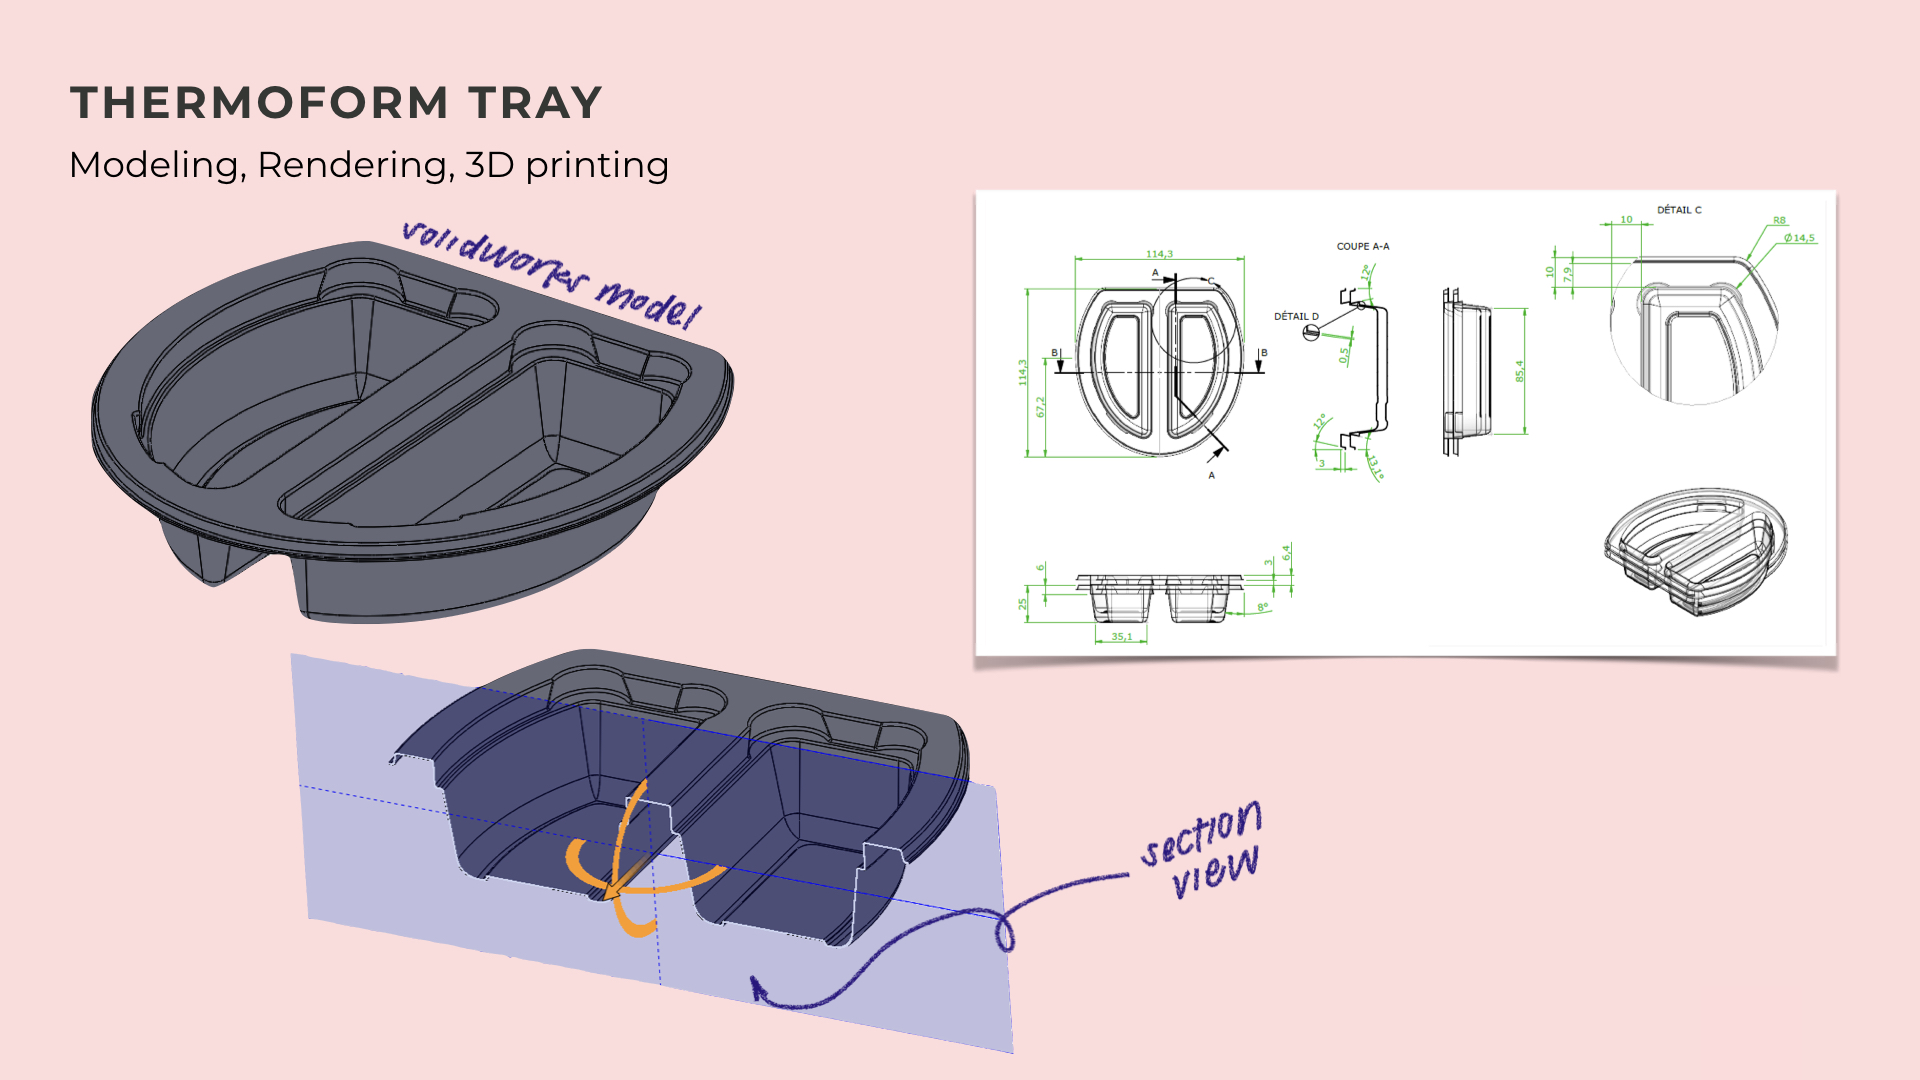 THERMOFORM TRAY
Modeling, Rendering, 3D printing
volidworks model
114,3
A
C
114,3
67,2
B
B
A
COUPE A-A
12°
DÉTAIL D
0,5
12°
3
13,1°
85,4
DÉTAIL C
10
R8
Ø14,5
10
7,9
6
25
35,1
3
6,4
8°
section
view